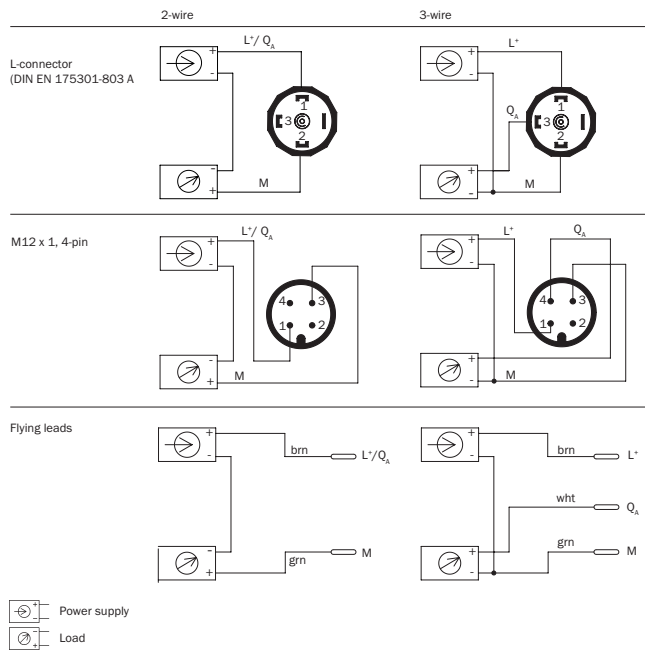 2-wire 3-wire
L-connector
(DIN EN 175301-803 A
+ L⁺/ Q_A
-
1
3
2
-
+ M
+ L⁺
-
Q_A
1
3
2
+
- M
M12 x 1, 4-pin
+ L⁺/ Q_A
-
4 3
1 2
-
+ M
+ L⁺ Q_A
-
4 3
1 2
+
- M
Flying leads
+ brn L⁺/Q_A
-
-
+ grn M
+ brn L⁺
-
wht Q_A
+ grn M
-
+
- Power supply
-
+ Load